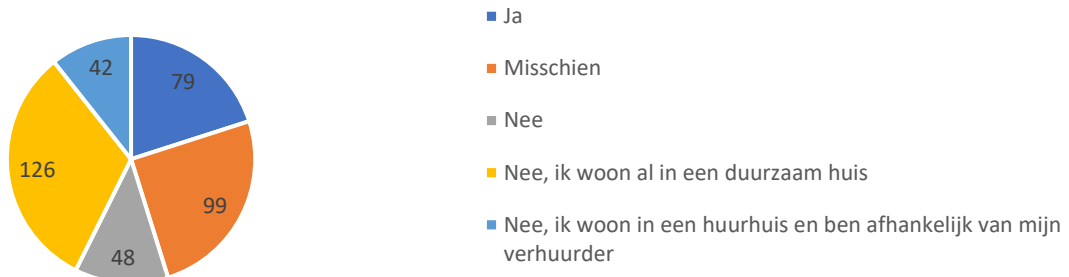 Ja
Misschien
Nee
Nee, ik woon al in een duurzaam huis
Nee, ik woon in een huurhuis en ben afhankelijk van mijn
verhuurder
42
79
126
99
48